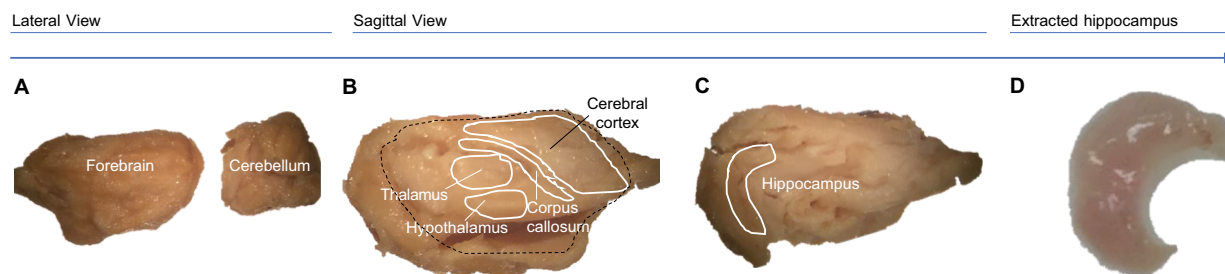 Lateral View
Sagittal View
Extracted hippocampus
A
B
C
D
Forebrain
Cerebellum
Cerebral
cortex
Thalamus
Hypothalamus
Corpus
callosum
Hippocampus